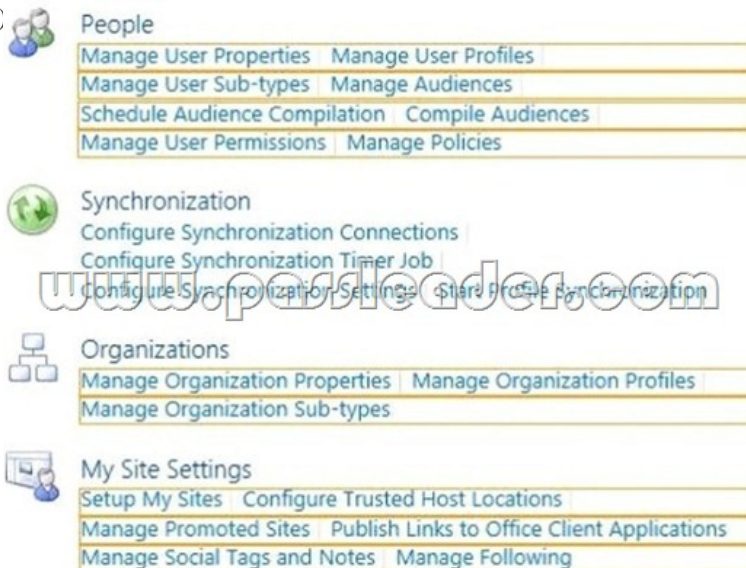 People
Manage User Properties Manage User Profiles
Manage User Sub-types Manage Audiences
Schedule Audience Compilation Compile Audiences
Manage User Permissions Manage Policies
Synchronization
Configure Synchronization Connections
Configure Synchronization Timer Job
www.passleader.com
Configure Synchronization Settings Start Profile Synchronization
Organizations
Manage Organization Properties Manage Organization Profiles
Manage Organization Sub-types
My Site Settings
Setup My Sites Configure Trusted Host Locations
Manage Promoted Sites Publish Links to Office Client Applications
Manage Social Tags and Notes Manage Following